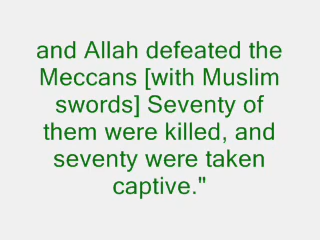 and Allah defeated the
Meccans [with Muslim
swords] Seventy of
them were killed, and
seventy were taken
captive."